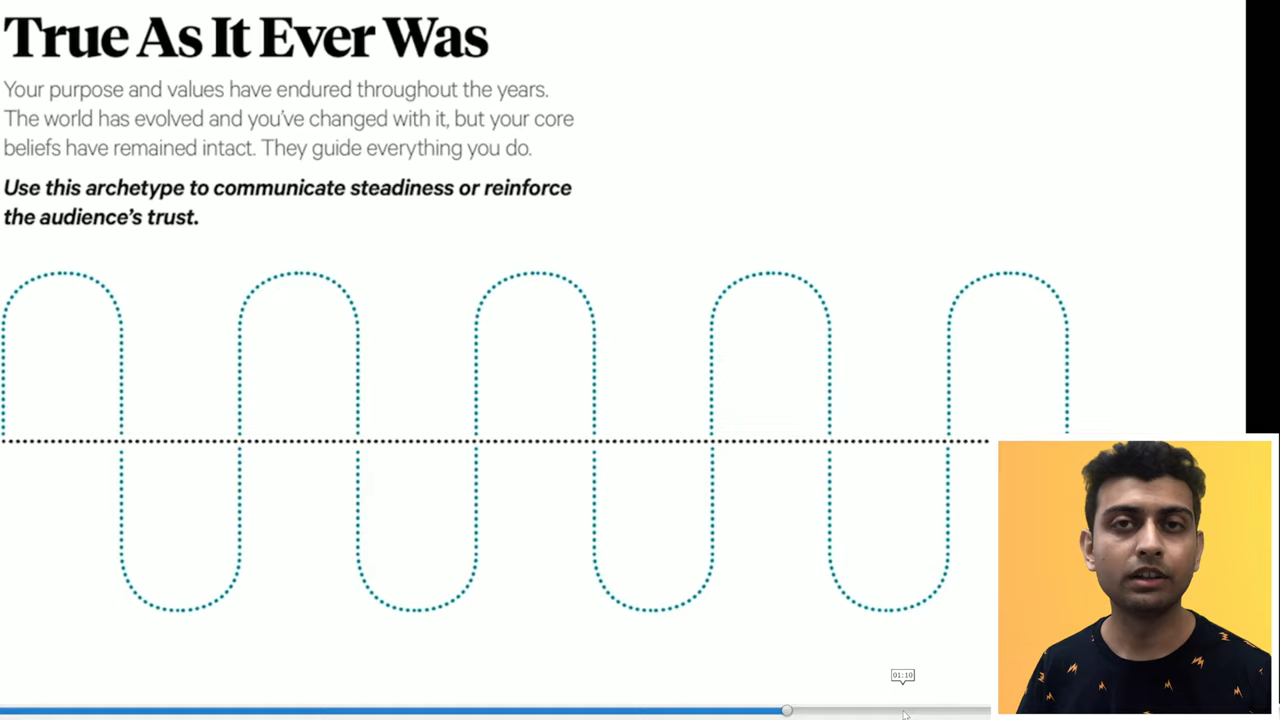 True As It Ever Was
Your purpose and values have endured throughout the years.
The world has evolved and you’ve changed with it, but your core
beliefs have remained intact. They guide everything you do.
Use this archetype to communicate steadiness or reinforce
the audience’s trust.
01:10